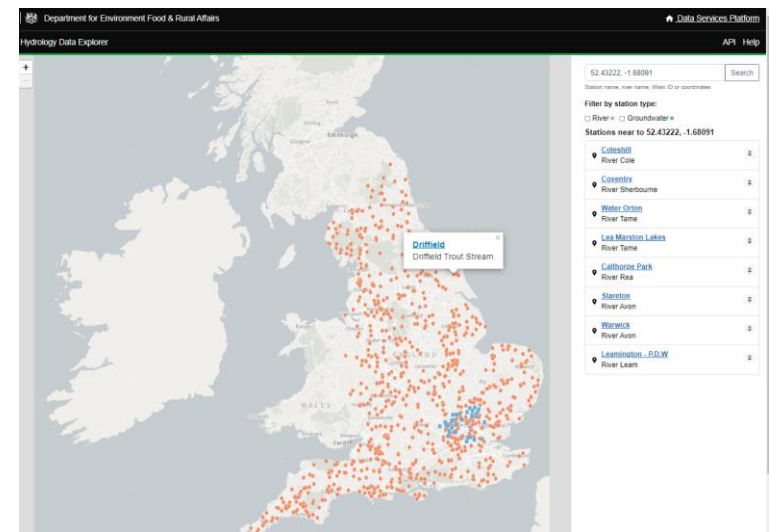 Department for Environment Food & Rural Affairs
Data Services Platform
Hydrology Data Explorer
API Help
+
-
52.43222, -1.68091
Search
Station name, river name, Wiski ID or coordinates
Filter by station type:
River
Groundwater
Stations near to 52.43222, -1.68091
Coleshill
River Cole
Coventry
River Sherbourne
Water Orton
River Tame
Lea Marston Lakes
River Tame
Calthorpe Park
River Rea
Stareton
River Avon
Warwick
River Avon
Leamington - P.D.W
River Leam
Driffield
Driffield Trout Stream
×
Edinburgh
Glasgow
ENGLAND
WALES
Cardiff